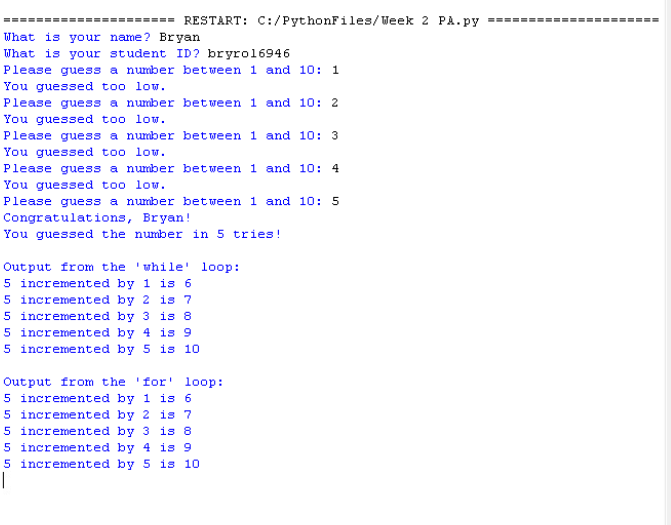 ===================== RESTART: C:/PythonFiles/Week 2 PA.py =====================
What is your name? Bryan
What is your student ID? bryro16946
Please guess a number between 1 and 10: 1
You guessed too low.
Please guess a number between 1 and 10: 2
You guessed too low.
Please guess a number between 1 and 10: 3
You guessed too low.
Please guess a number between 1 and 10: 4
You guessed too low.
Please guess a number between 1 and 10: 5
Congratulations, Bryan!
You guessed the number in 5 tries!
Output from the 'while' loop:
5 incremented by 1 is 6
5 incremented by 2 is 7
5 incremented by 3 is 8
5 incremented by 4 is 9
5 incremented by 5 is 10
Output from the 'for' loop:
5 incremented by 1 is 6
5 incremented by 2 is 7
5 incremented by 3 is 8
5 incremented by 4 is 9
5 incremented by 5 is 10